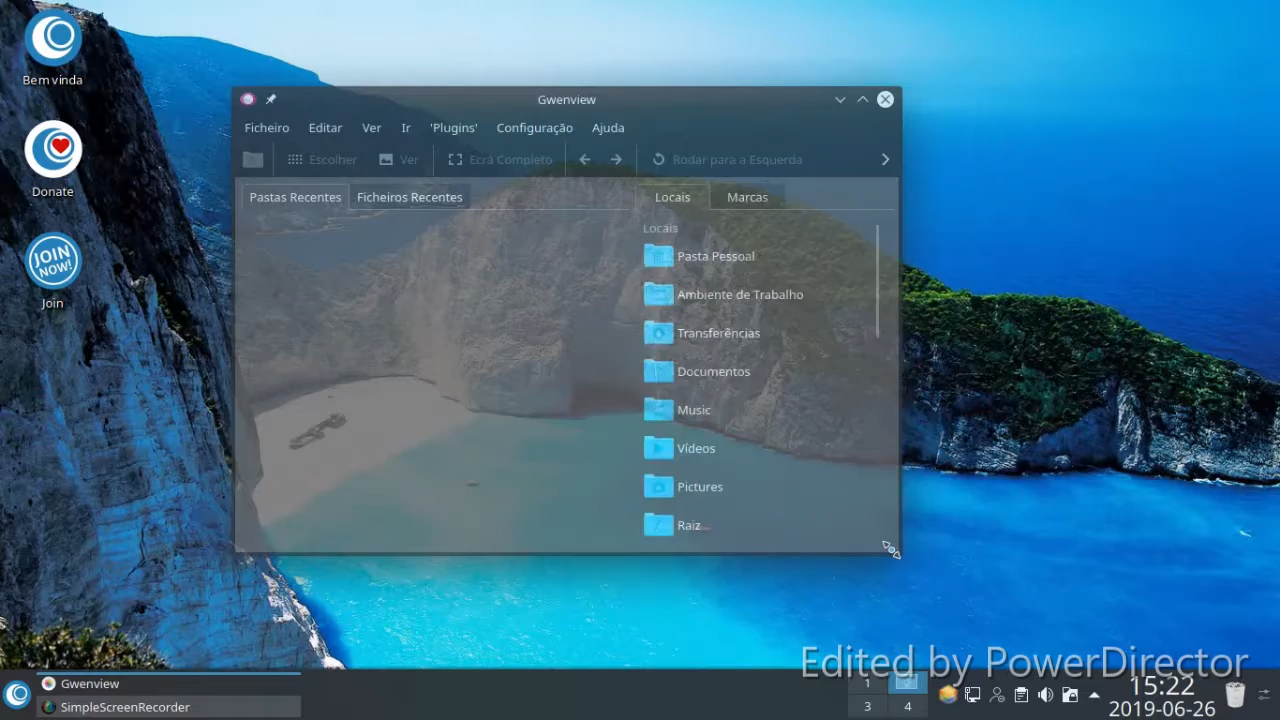 Bem vinda
Donate
JOIN NOW!
Join
Gwenview
Ficheiro Editar Ver Ir 'Plugins' Configuração Ajuda
Escolher Ver Ecrã Completo Rodar para a Esquerda
Pastas Recentes Ficheiros Recentes Locais Marcas
Locais
Pasta Pessoal
Ambiente de Trabalho
Transferências
Documentos
Music
Vídeos
Pictures
Raiz
Edited by PowerDirector
Gwenview
SimpleScreenRecorder
1
3 4
15:22
2019-06-26